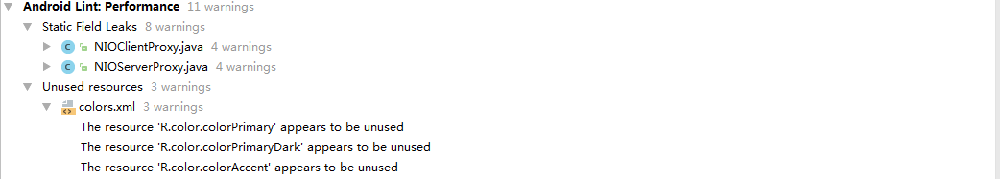 Android Lint: Performance 11 warnings
Static Field Leaks 8 warnings
NIOClientProxy.java 4 warnings
NIOServerProxy.java 4 warnings
Unused resources 3 warnings
colors.xml 3 warnings
The resource 'R.color.colorPrimary' appears to be unused
The resource 'R.color.colorPrimaryDark' appears to be unused
The resource 'R.color.colorAccent' appears to be unused